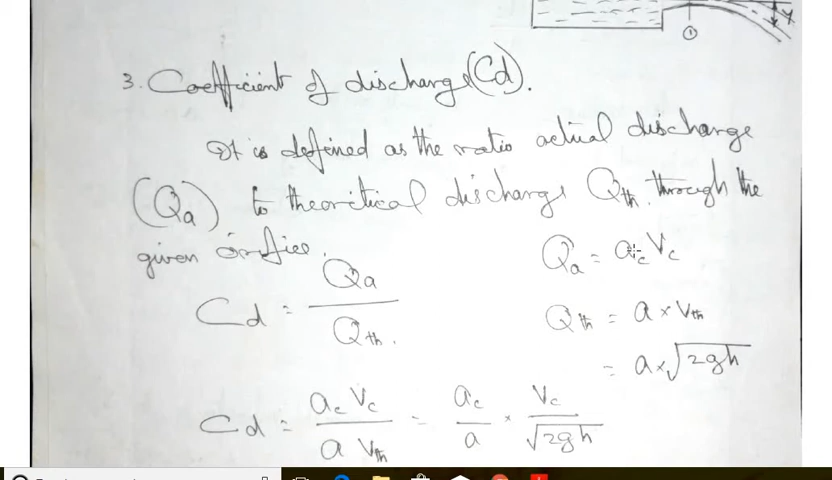 Y
①
3. Coefficient of discharge (Cd).
It is defined as the ratio actual discharge
(Qa) to theoretical discharge Qth. through the
given orifice.
Qa = ac Vc
Cd = Qa / Qth.
Qth = a × Vth
= a × √2gh
Cd = ac Vc / a Vth = ac / a × Vc / √2gh